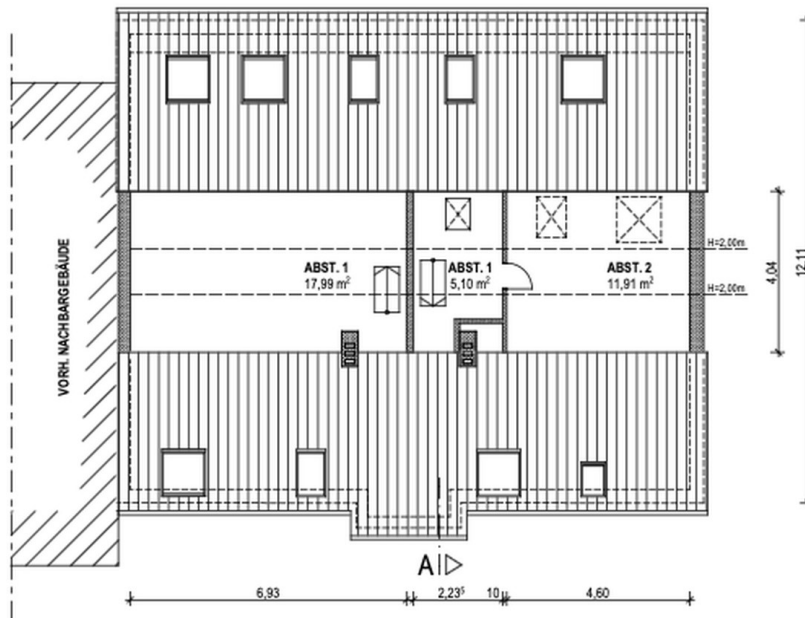 VORH. NACHBARGEBÄUDE
ABST. 1
17,99 m²
ABST. 1
5,10 m²
ABST. 2
11,91 m²
H=2,00m
H=2,00m
4,04
12,11
A
6,93
2,23⁵
10
4,60